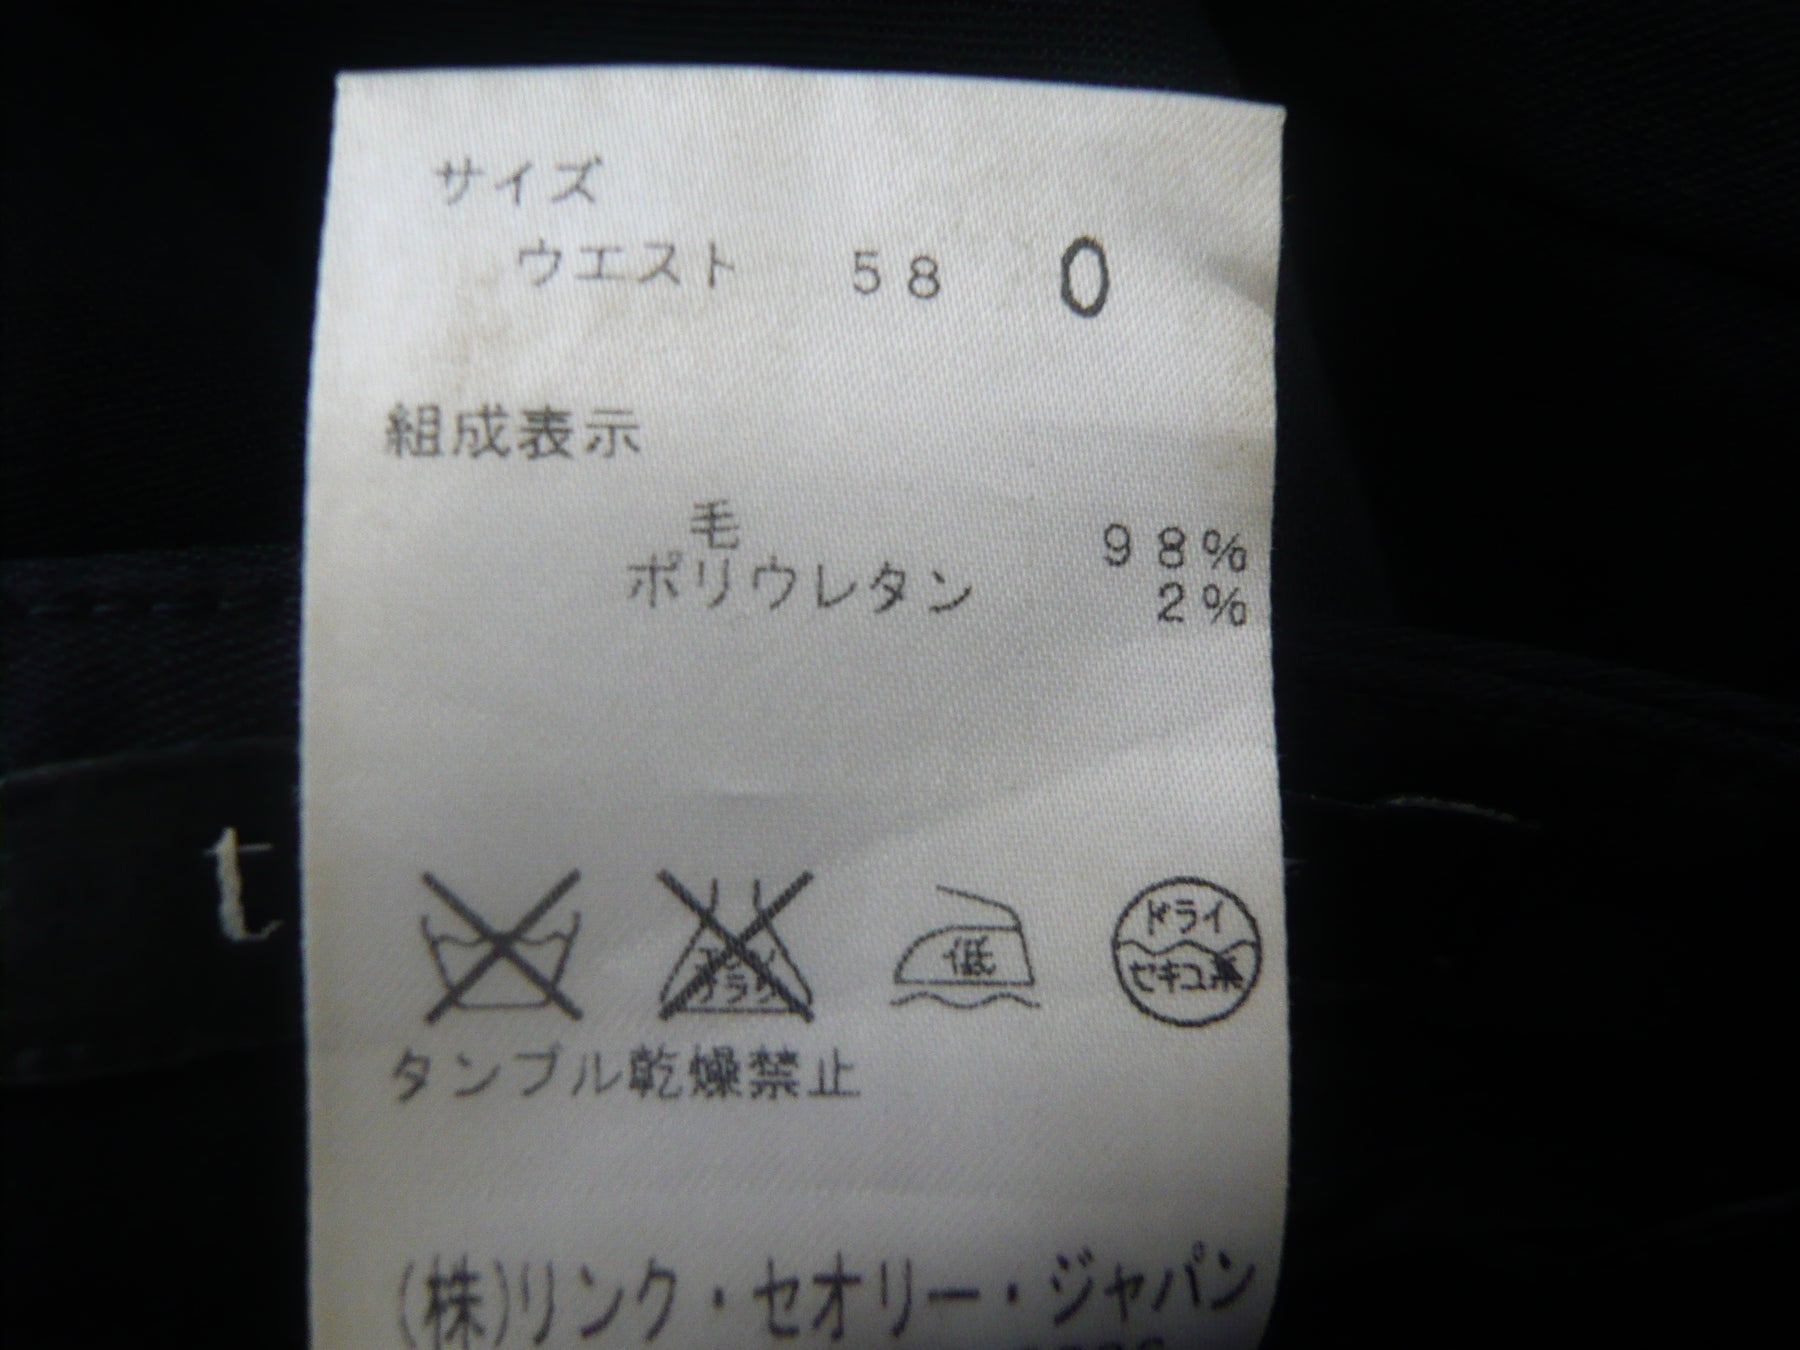 サイズ
ウエスト 58 0
組成表示
毛 98%
ポリウレタン 2%
低
ドライ
セキユ系
タンブル乾燥禁止
(株)リンク・セオリー・ジャパン
t